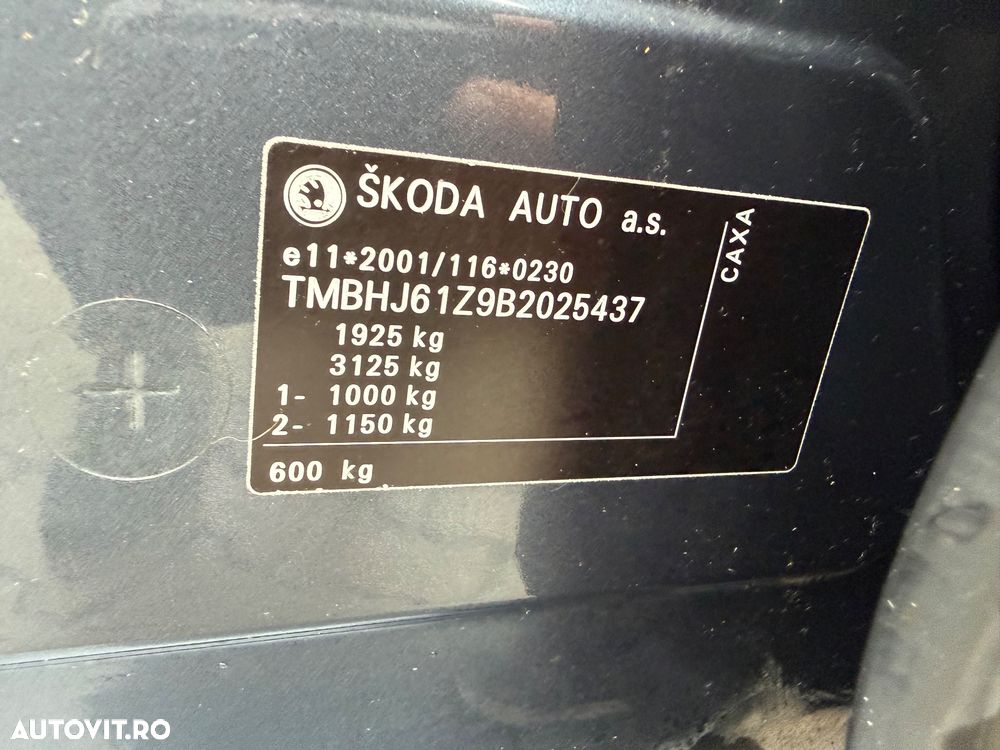 ŠKODA AUTO a.s.
e11*2001/116*0230
TMBHJ61Z9B2025437
1925 kg
3125 kg
1- 1000 kg
2- 1150 kg
600 kg
CAXA
AUTOVIT.RO